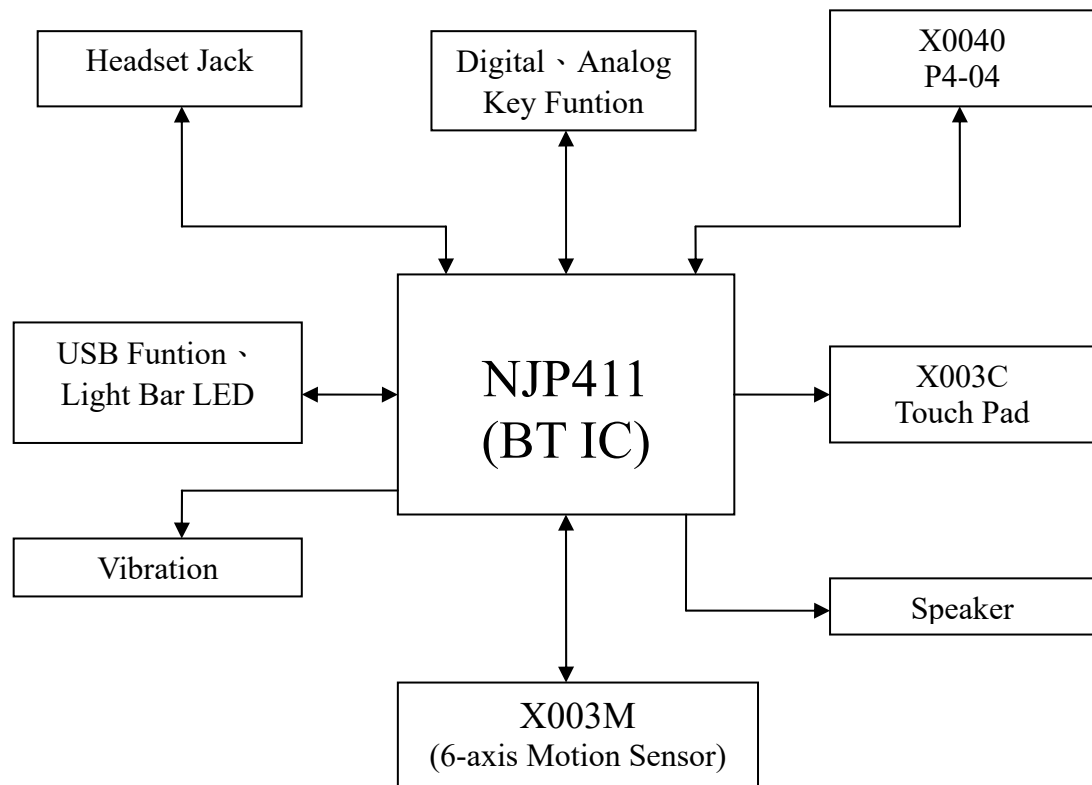 Headset Jack
Digital、Analog
Key Funtion
X0040
P4-04
USB Funtion、
Light Bar LED
NJP411
(BT IC)
X003C
Touch Pad
Vibration
Speaker
X003M
(6-axis Motion Sensor)